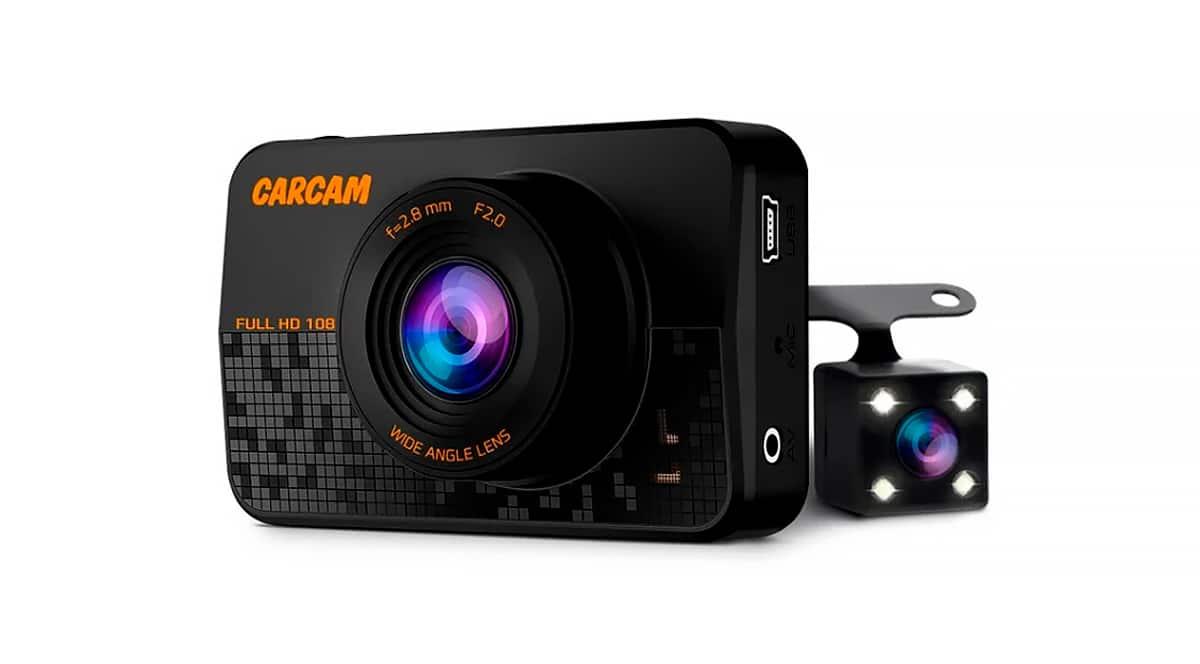 CARCAM
f=2.8 mm F2.0
FULL HD 108
WIDE ANGLE LENS
USB
MIC
AV